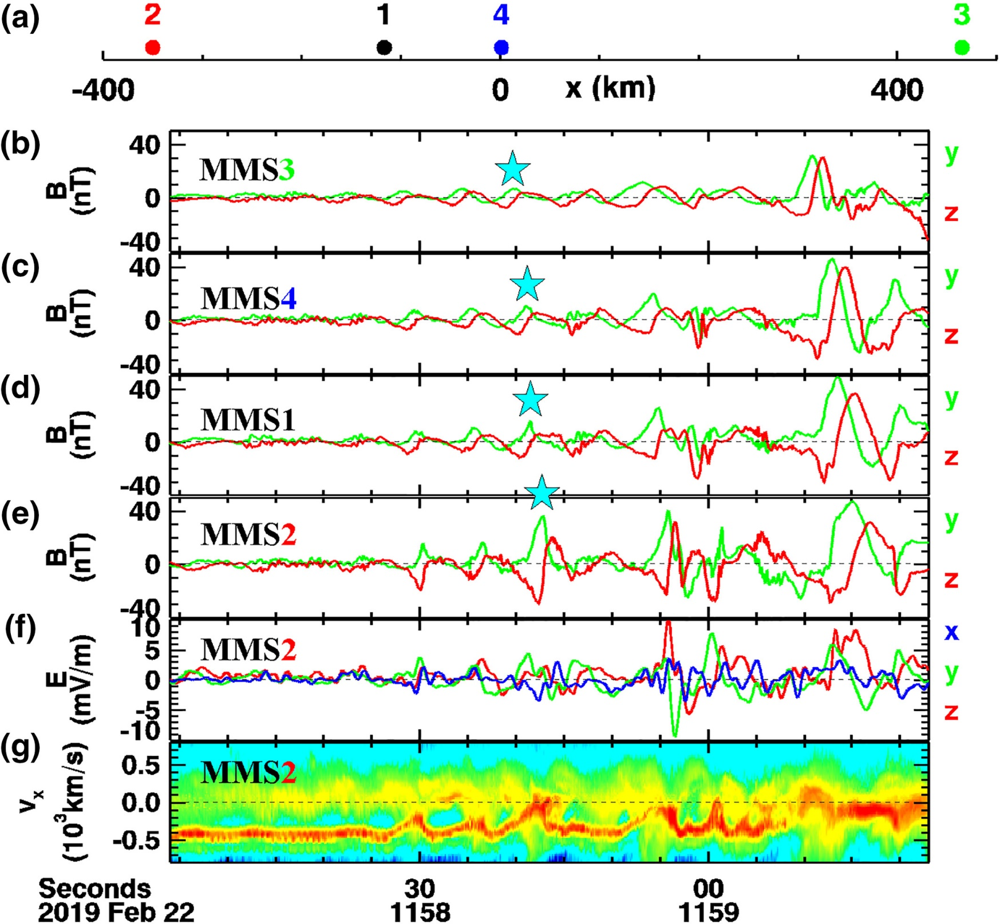 (a) 2 1 4 3
-400 0 x (km) 400
(b) 40 0 -40 B (nT) MMS3 y z
(c) 40 0 -40 B (nT) MMS4 y z
(d) 40 0 -40 B (nT) MMS1 y z
(e) 40 0 -40 B (nT) MMS2 y z
(f) 10 5 0 -5 -10 E (mV/m) MMS2 x y z
(g) 0.5 0.0 -0.5 vx (10³km/s) MMS2
Seconds 30 00
2019 Feb 22 1158 1159